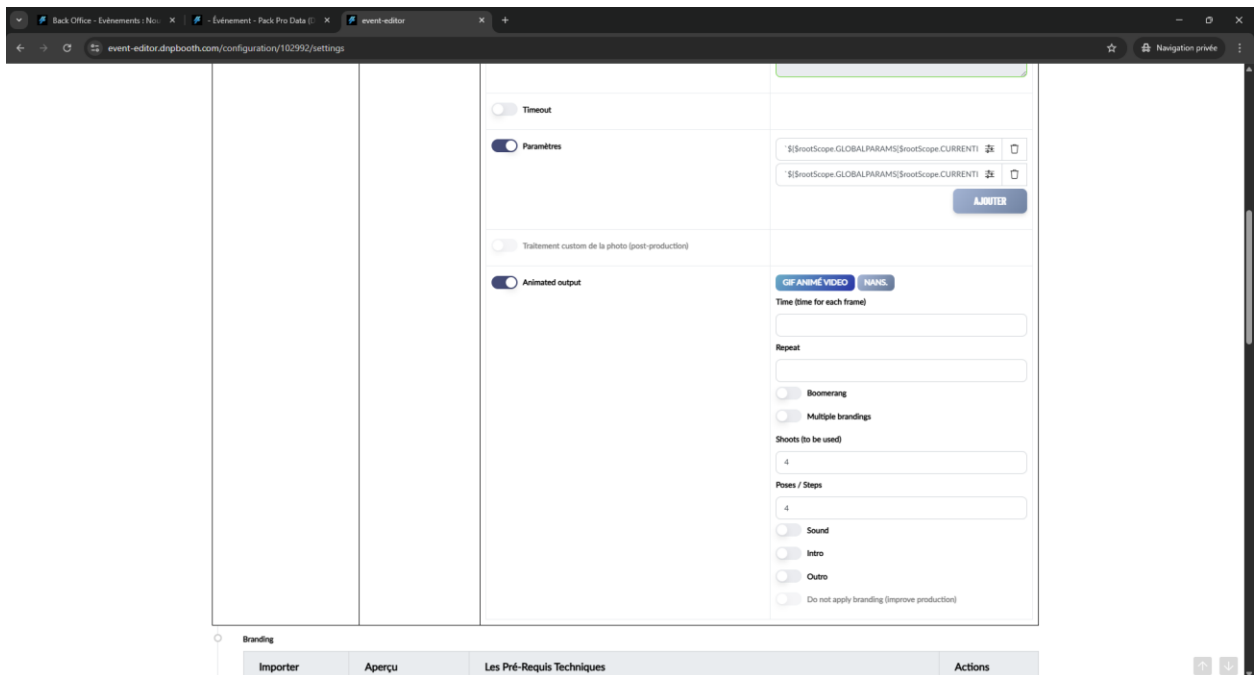 Back Office - Evènements : Nou
- Événement - Pack Pro Data (D
event-editor
event-editor.dnpbooth.com/configuration/102992/settings
Navigation privée
Timeout
Paramètres
`${$rootScope.GLOBALPARAMS[$rootScope.CURRENTI
`${$rootScope.GLOBALPARAMS[$rootScope.CURRENTI
AJOUTER
Traitement custom de la photo (post-production)
Animated output
GIF ANIMÉ VIDEO NANS.
Time (time for each frame)
Repeat
Boomerang
Multiple brandings
Shoots (to be used)
4
Poses / Steps
4
Sound
Intro
Outro
Do not apply branding (improve production)
Branding
Importer Aperçu Les Pré-Requis Techniques Actions